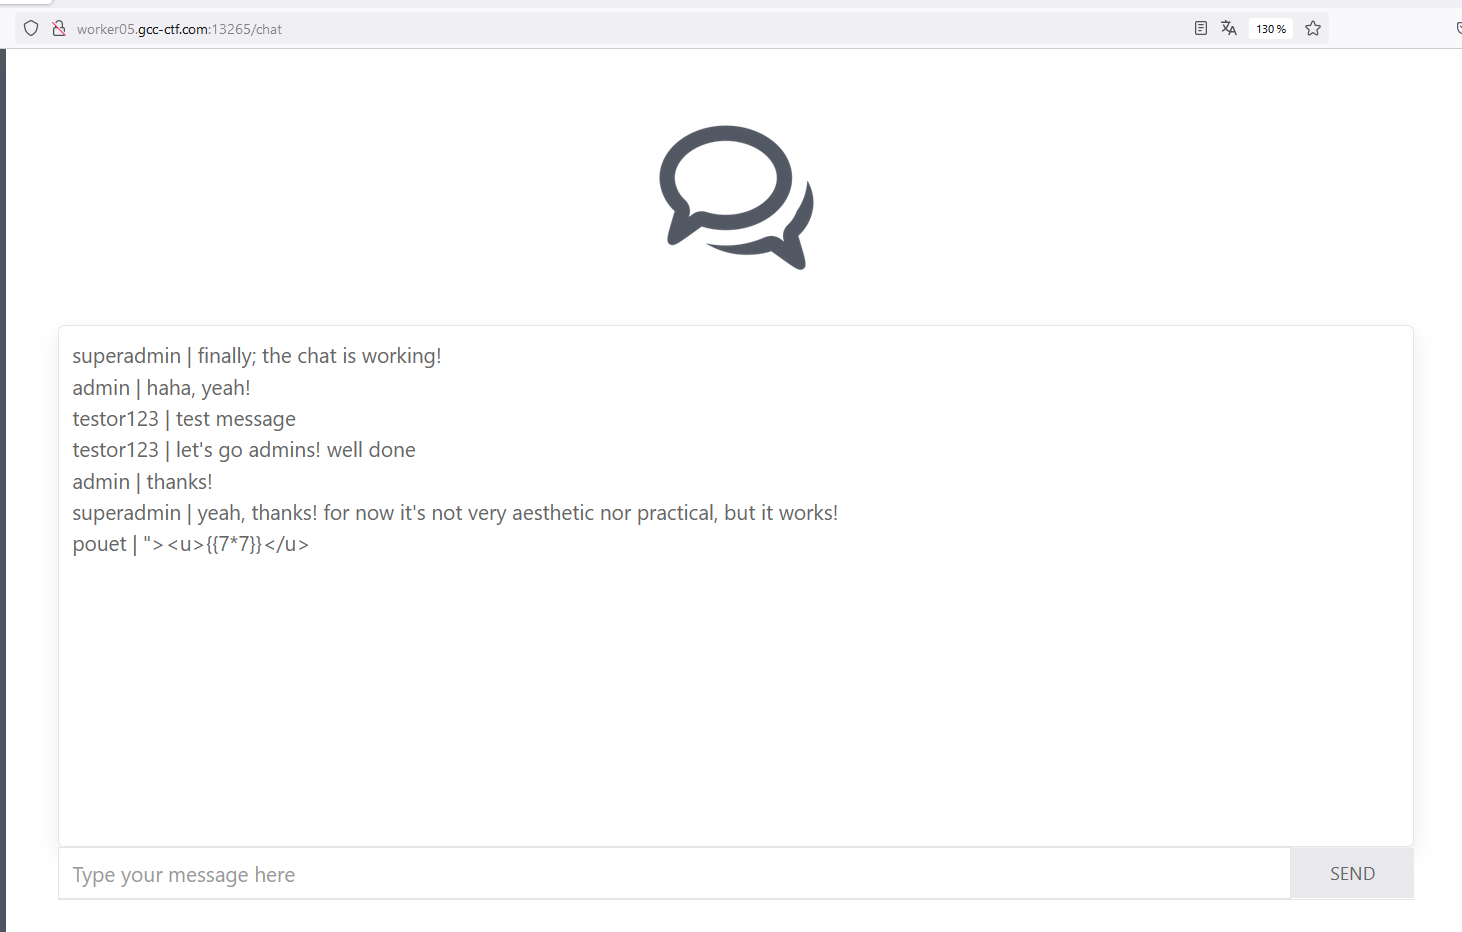 worker05.gcc-ctf.com:13265/chat
130 %
superadmin | finally; the chat is working!
admin | haha, yeah!
testor123 | test message
testor123 | let's go admins! well done
admin | thanks!
superadmin | yeah, thanks! for now it's not very aesthetic nor practical, but it works!
pouet | "><u>{{7*7}}</u>
Type your message here
SEND